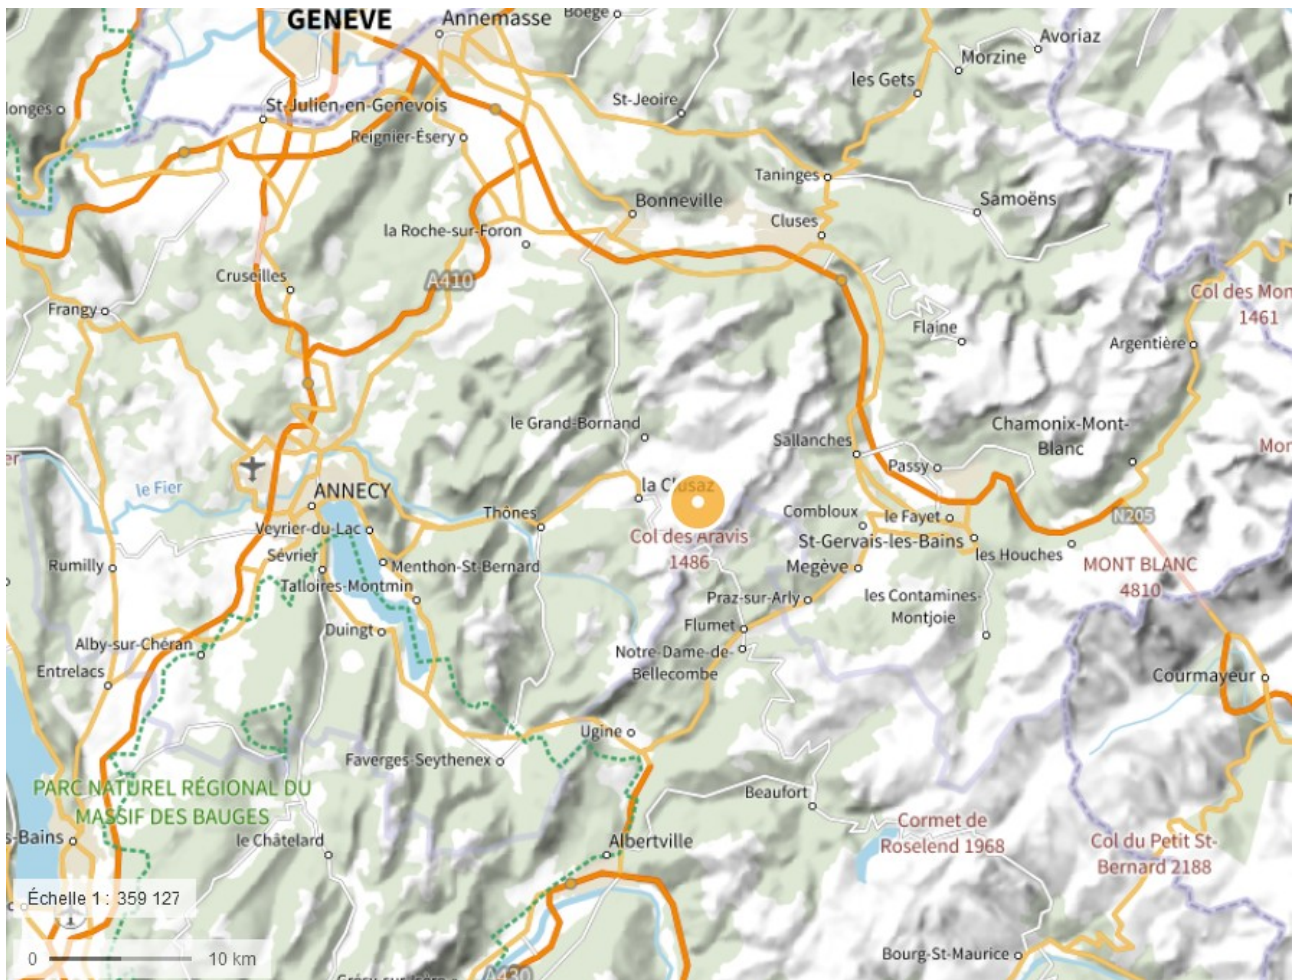 GENEVE
Annemasse
Boëge
Avoriaz
Morzine
les Gets
St-Jeoire
St-Julien-en-Genevois
Reignier-Ésery
Taninges
Samoëns
Bonneville
Cluses
la Roche-sur-Foron
A410
Cruseilles
Frangy
Flaine
Col des Mon
1461
Argentière
le Grand-Bornand
Sallanches
Chamonix-Mont-
Blanc
Passy
le Fier
ANNECY
la Clusaz
Combloux
le Fayet
N205
Thônes
Veyrier-du-Lac
Col des Aravis
1486
St-Gervais-les-Bains
les Houches
Sévrier
Menthon-St-Bernard
Megève
MONT BLANC
4810
Rumilly
Talloires-Montmin
Praz-sur-Arly
les Contamines-
Montjoie
Duingt
Flumet
Alby-sur-Chéran
Notre-Dame-de-
Bellecombe
Entrelacs
Courmayeur
Ugine
Faverges-Seythenex
PARC NATUREL RÉGIONAL DU
MASSIF DES BAUGES
Beaufort
s-Bains
le Châtelard
Albertville
Cormet de
Roselend 1968
Col du Petit St-
Bernard 2188
Échelle 1 : 359 127
0 10 km
Bourg-St-Maurice
A430